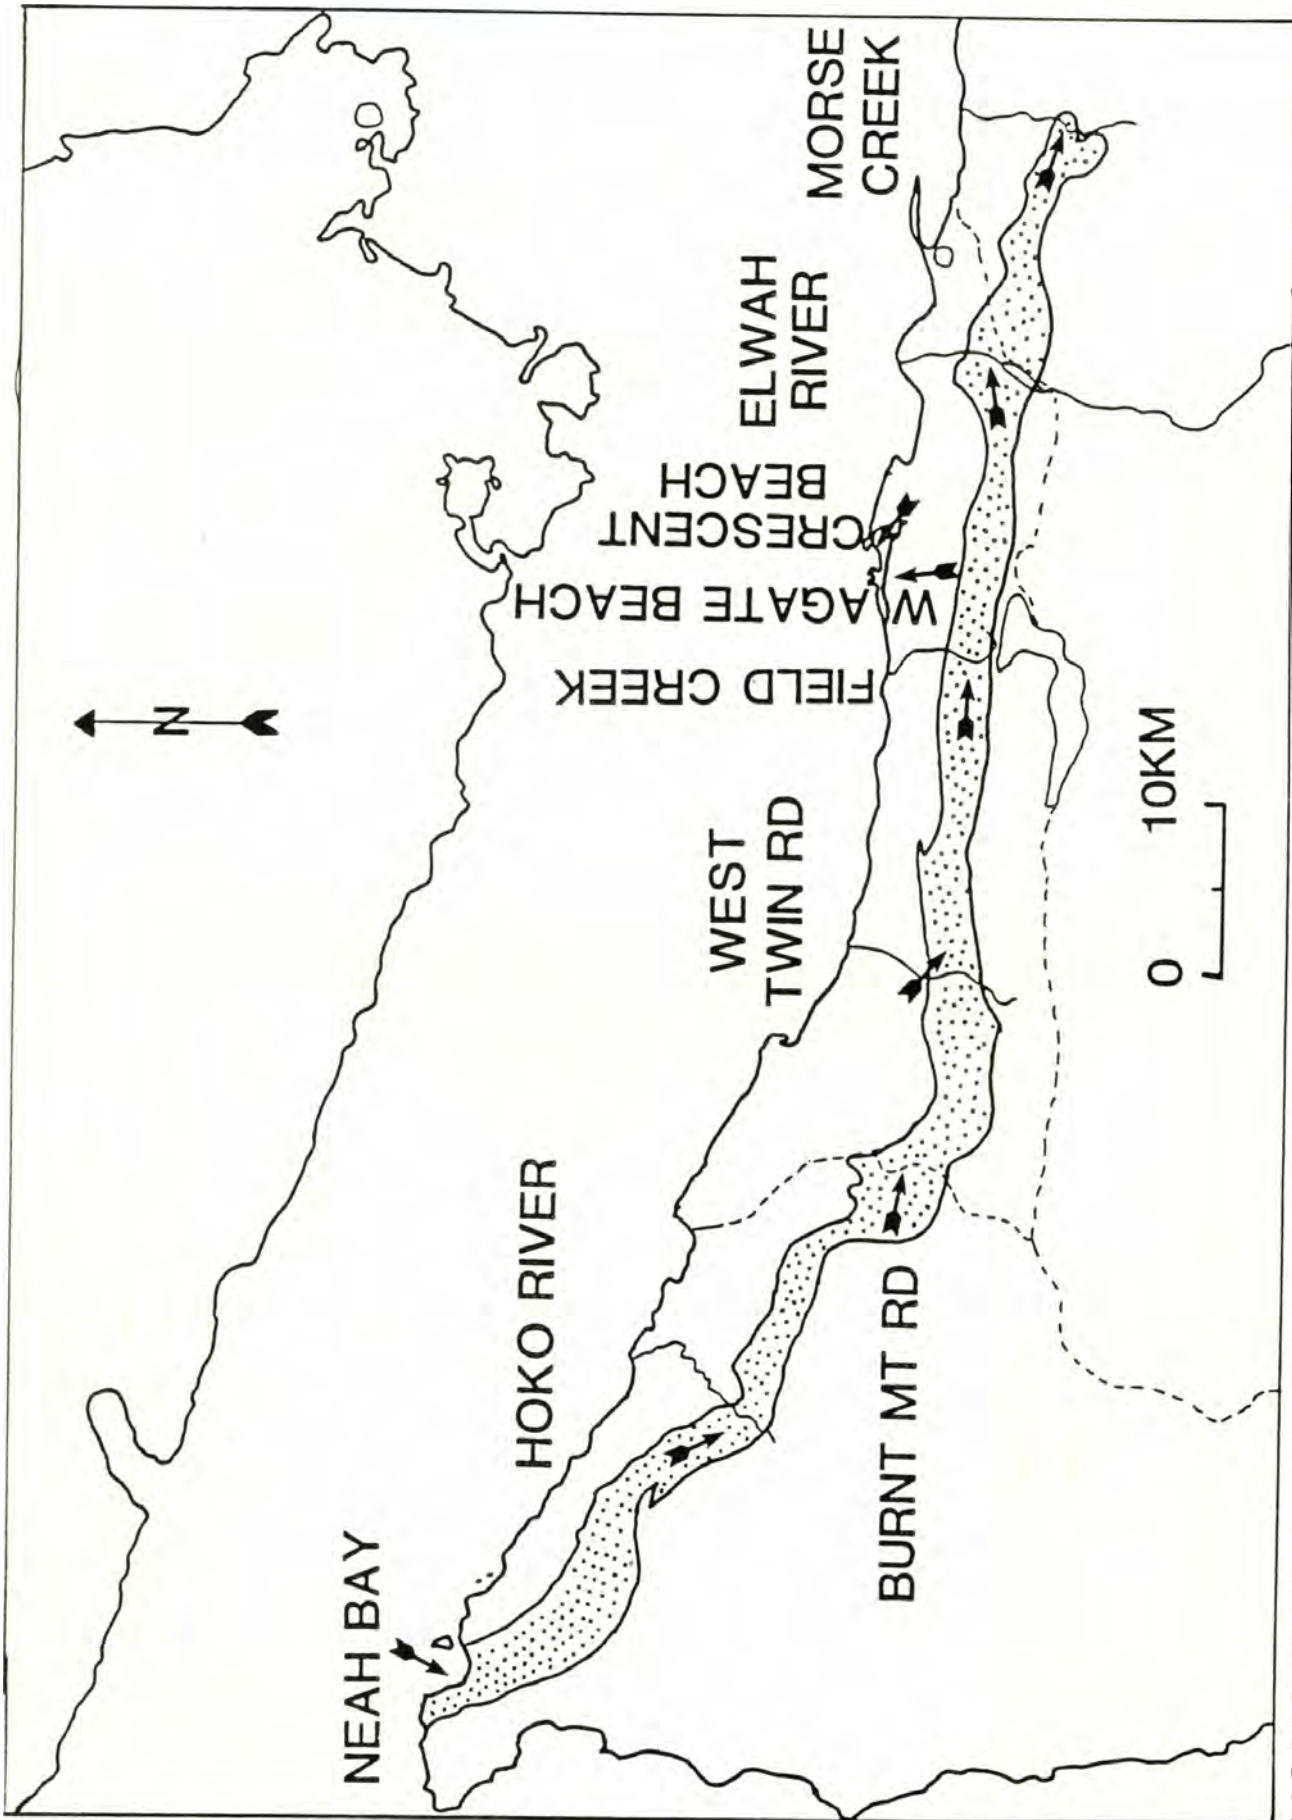 NEAH BAY
HOKO RIVER
BURNT MT RD
WEST
TWIN RD
FIELD CREEK
W AGATE BEACH
CRESCENT
BEACH
ELWAH
RIVER
MORSE
CREEK
N
0 10KM